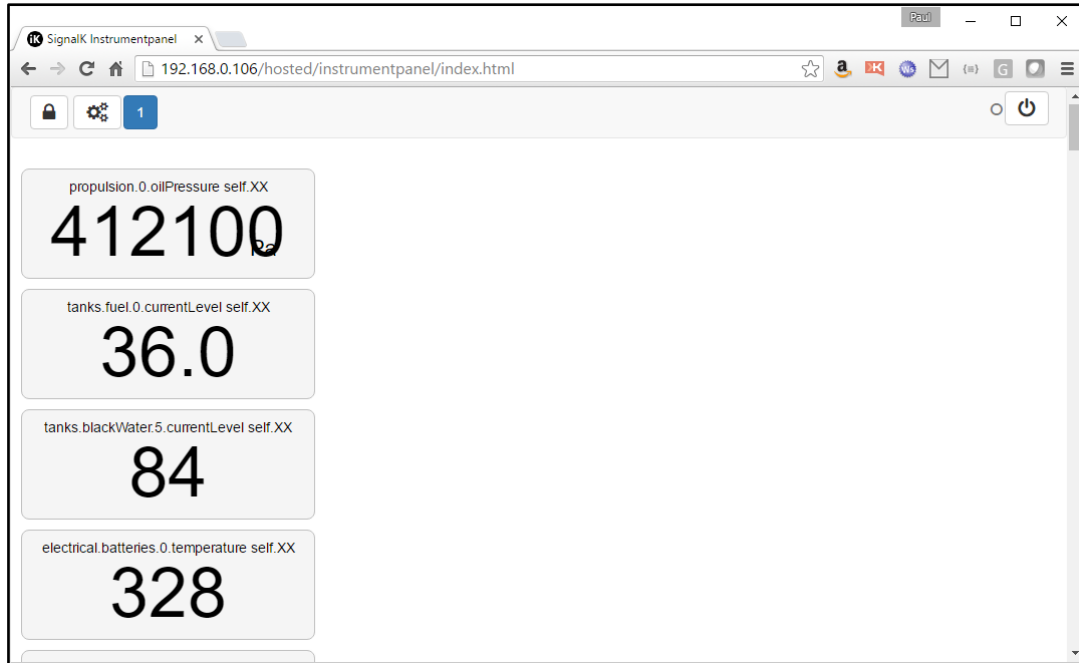 Paul
SignalK Instrumentpanel
192.168.0.106/hosted/instrumentpanel/index.html
1
propulsion.0.oilPressure self.XX
412100
Pa
tanks.fuel.0.currentLevel self.XX
36.0
tanks.blackWater.5.currentLevel self.XX
84
electrical.batteries.0.temperature self.XX
328